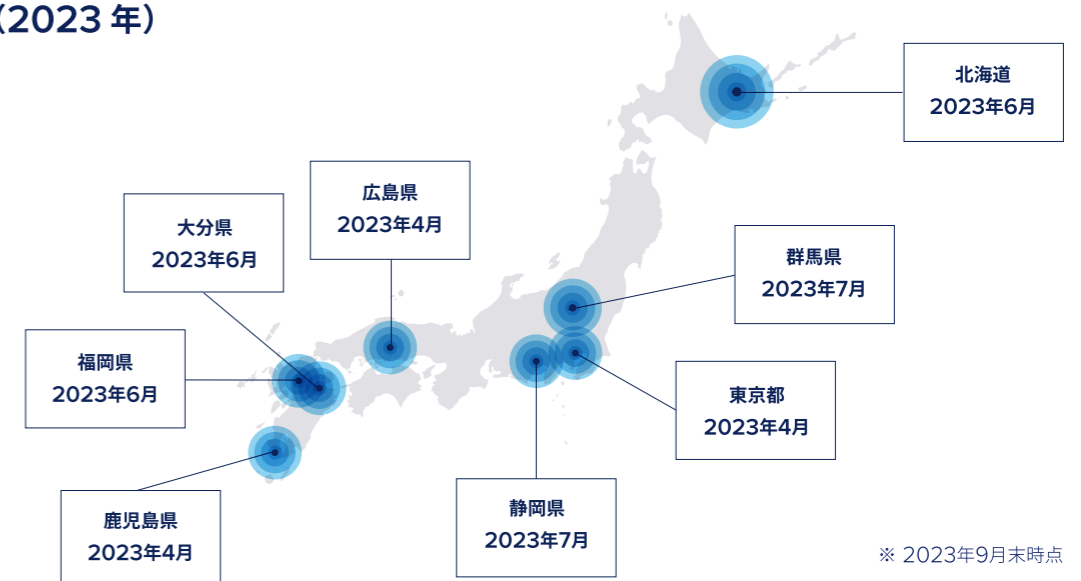 (2023 年)
北海道
2023年6月
広島県
2023年4月
大分県
2023年6月
群馬県
2023年7月
福岡県
2023年6月
東京都
2023年4月
静岡県
2023年7月
鹿児島県
2023年4月
※ 2023年9月末時点